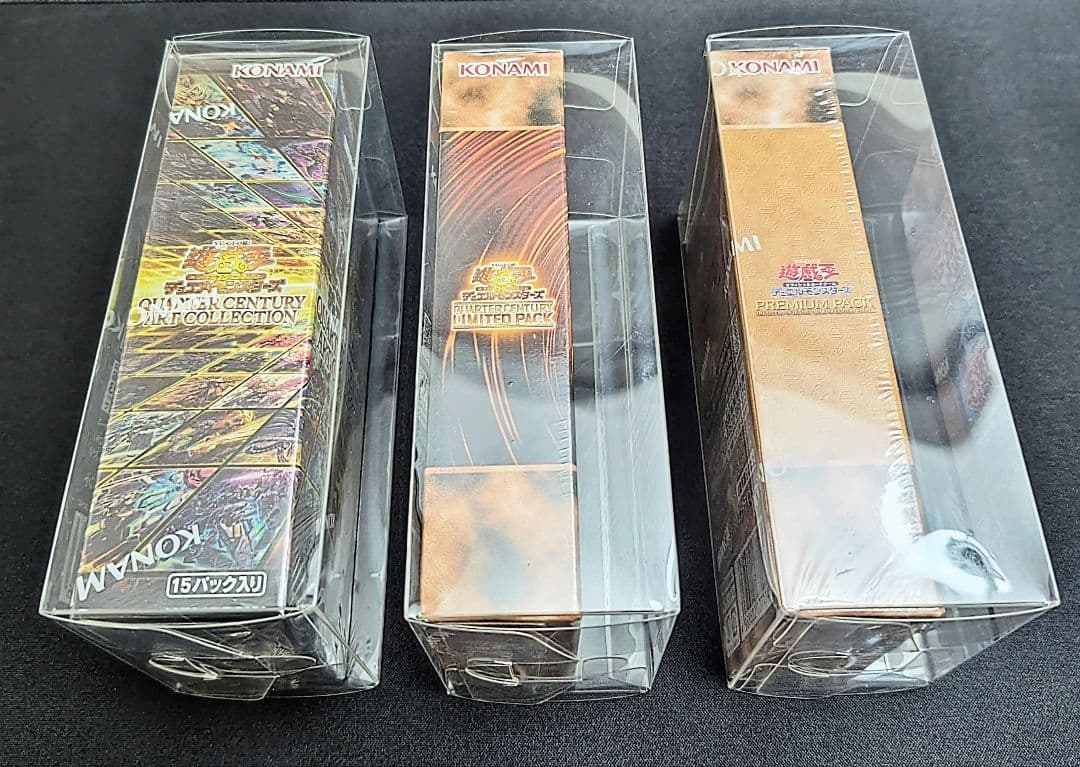 KONAMI
KONA
遊戯王
デュエルモンスターズ
QUARTER CENTURY
ART COLLECTION
KONAM
15パック入り
KONAMI
遊戯王
デュエルモンスターズ
QUARTER CENTURY
LIMITED PACK
KONAMI
遊戯王
デュエルモンスターズ
PREMIUM PACK